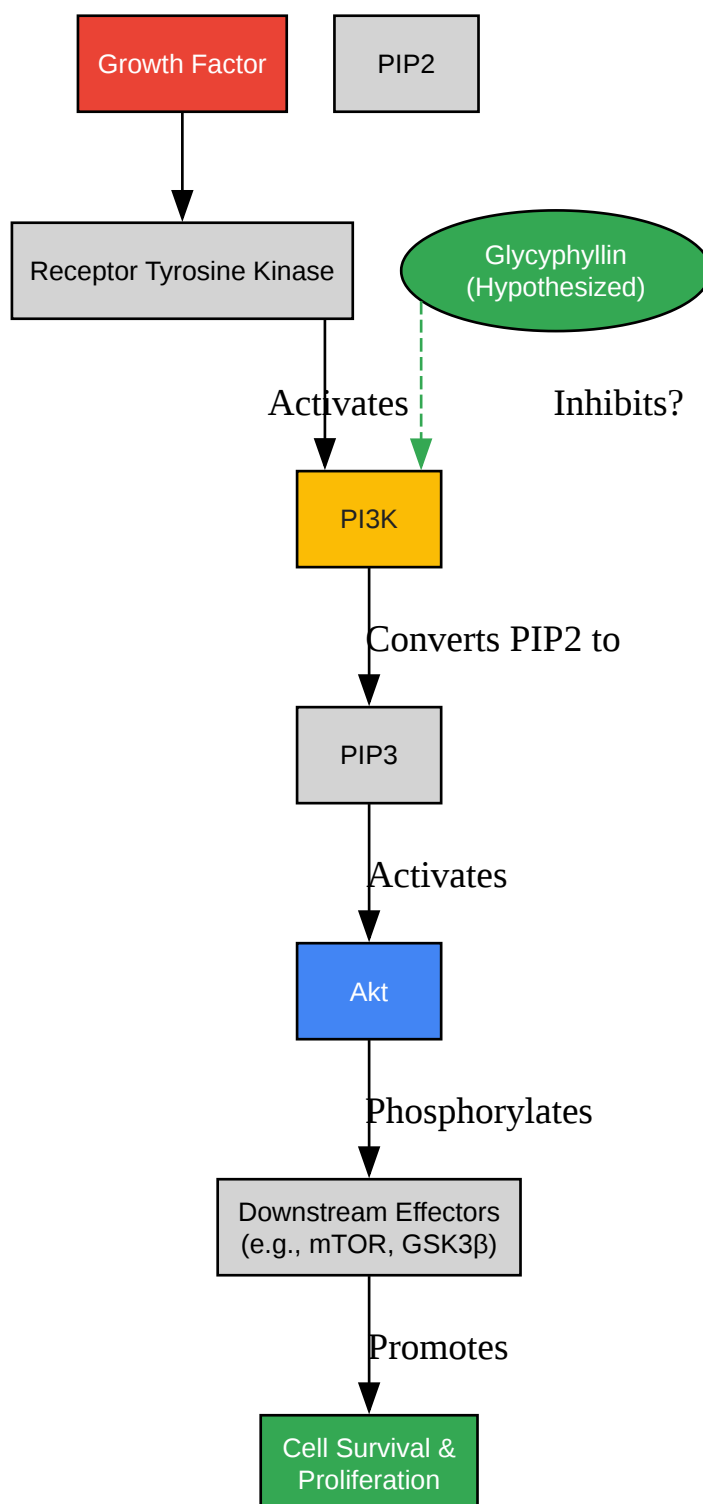 Growth Factor
PIP2
Receptor Tyrosine Kinase
Glycyphyllin
(Hypothesized)
Activates
Inhibits?
PI3K
Converts PIP2 to
PIP3
Activates
Akt
Phosphorylates
Downstream Effectors
(e.g., mTOR, GSK3β)
Promotes
Cell Survival &
Proliferation